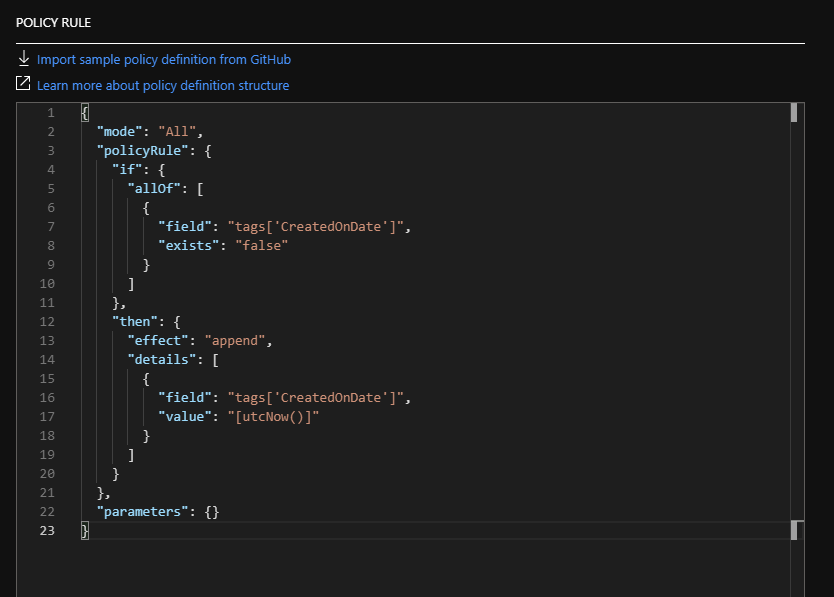 POLICY RULE
Import sample policy definition from GitHub
Learn more about policy definition structure
1 {
2   "mode": "All",
3   "policyRule": {
4     "if": {
5       "allOf": [
6         {
7           "field": "tags['CreatedOnDate']",
8           "exists": "false"
9         }
10       ]
11     },
12     "then": {
13       "effect": "append",
14       "details": [
15         {
16           "field": "tags['CreatedOnDate']",
17           "value": "[utcNow()]"
18         }
19       ]
20     }
21   },
22   "parameters": {}
23 }